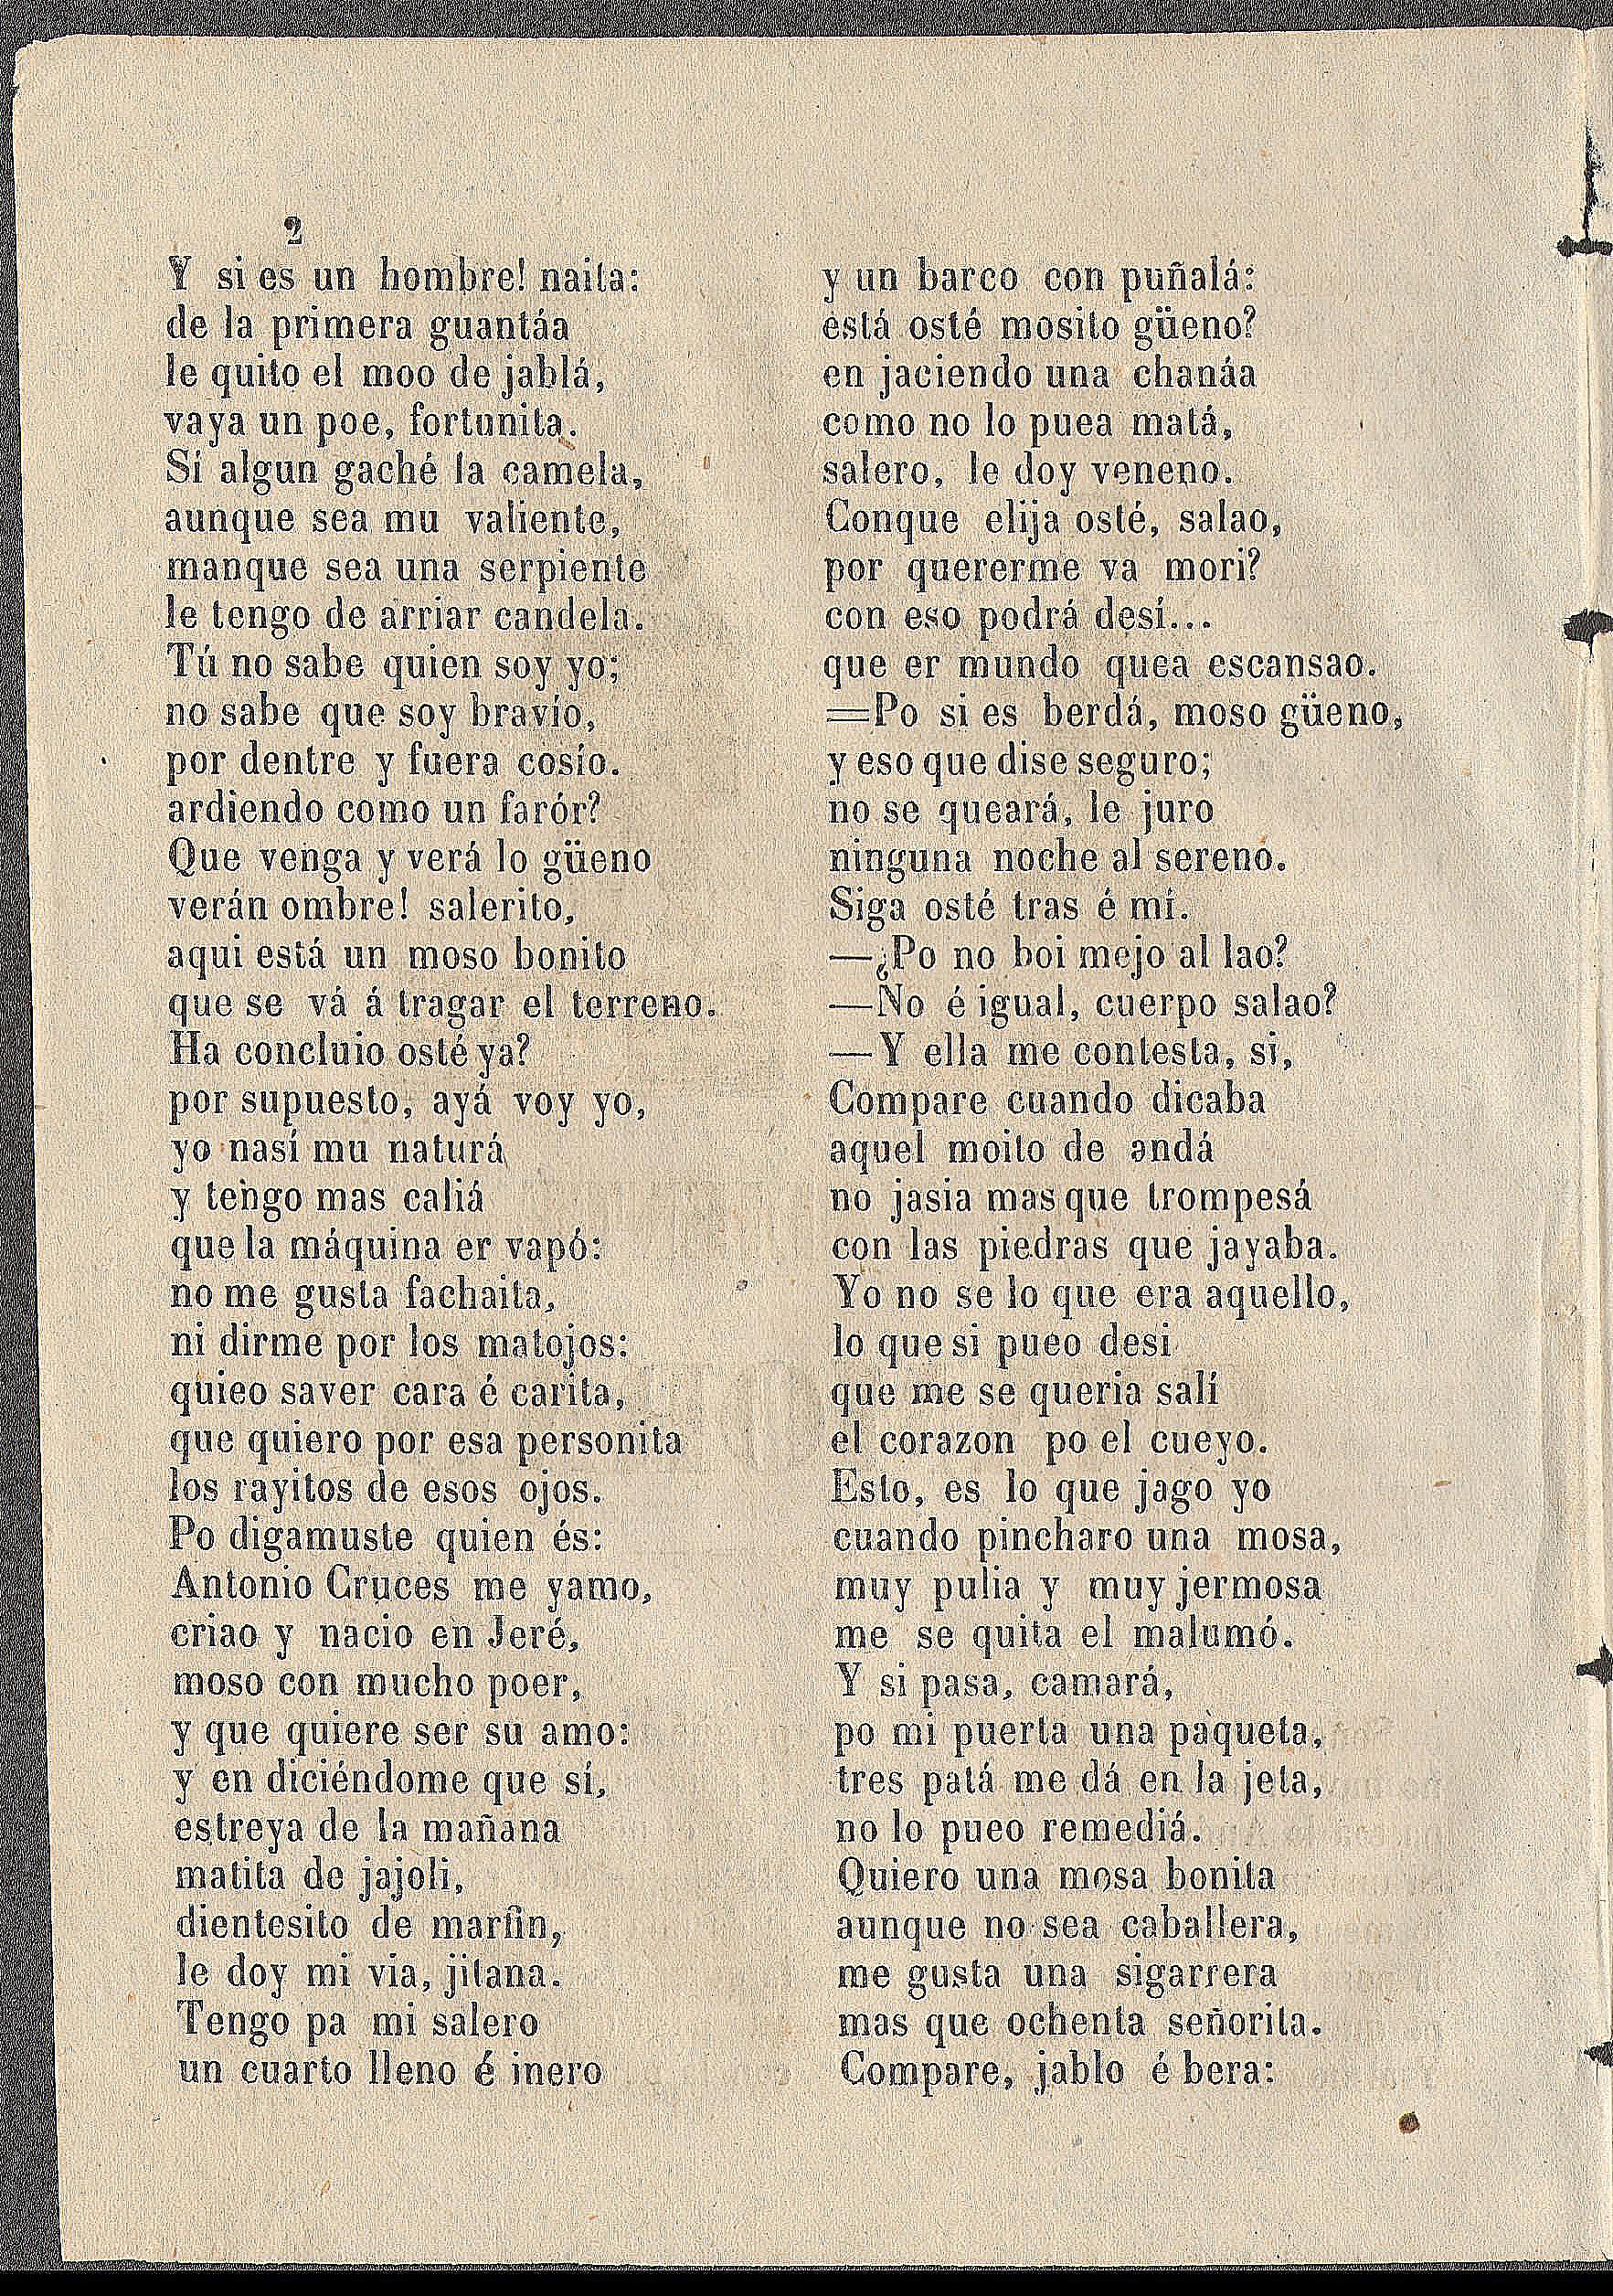 2
Y si es un hombre! naita:
de la primera guantáa
le quito el moo de jablá,
vaya un poe, fortunita.
Sí algun gaché la camela,
aunque sea mu valiente,
manque sea una serpiente
le tengo de arriar candela.
Tú no sabe quien soy yo;
no sabe que soy bravío,
por dentre y fuera cosío.
ardiendo como un farór?
Que venga y verá lo güeno
verán ombre! salerito,
aqui está un moso bonito
que se vá á tragar el terreno.
Ha concluio osté ya?
por supuesto, ayá voy yo,
yo nasí mu naturá
y tengo mas caliá
que la máquina er vapó:
no me gusta fachaita,
ni dirme por los matojos:
quieo saver cara é carita,
que quiero por esa personita
los rayitos de esos ojos.
Po digamuste quien és:
Antonio Cruces me yamo,
criao y nacio en Jeré,
moso con mucho poer,
y que quiere ser su amo:
y en diciéndome que sí,
estreya de la mañana
matita de jajoli,
dientesito de marfin,
le doy mi via, jitana.
Tengo pa mi salero
un cuarto lleno é inero
y un barco con puñalá:
está osté mosito güeno?
en jaciendo una chanáa
como no lo puea matá,
salero, le doy veneno.
Conque elija osté, salao,
por quererme va mori?
con eso podrá desí...
que er mundo quea escansao.
=Po si es berdá, moso güeno,
y eso que dise seguro;
no se queará, le juro
ninguna noche al sereno.
Siga osté tras é mí.
—¿Po no boi mejo al lao?
—No é igual, cuerpo salao?
—Y ella me contesta, si,
Compare cuando dicaba
aquel moito de andá
no jasia mas que trompesá
con las piedras que jayaba.
Yo no se lo que era aquello,
lo que si pueo desi
que me se queria salí
el corazon po el cueyo.
Esto, es lo que jago yo
cuando pincharo una mosa,
muy pulia y muy jermosa
me se quita el malumó.
Y si pasa, camará,
po mi puerta una paqueta,
tres patá me dá en la jeta,
no lo pueo remediá.
Quiero una mosa bonita
aunque no sea caballera,
me gusta una sigarrera
mas que ochenta señorita.
Compare, jablo é bera: